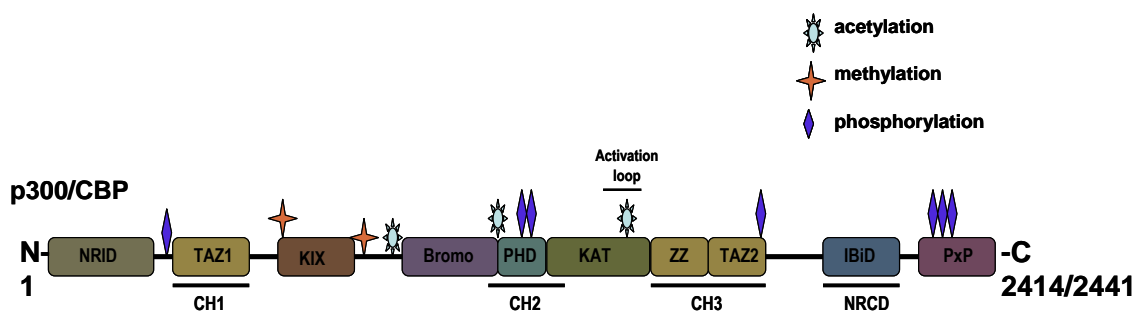 acetylation
methylation
phosphorylation
Activation
loop
p300/CBP
N- NRID TAZ1 KIX Bromo PHD KAT ZZ TAZ2 IBiD PxP -C
1 2414/2441
CH1 CH2 CH3 NRCD